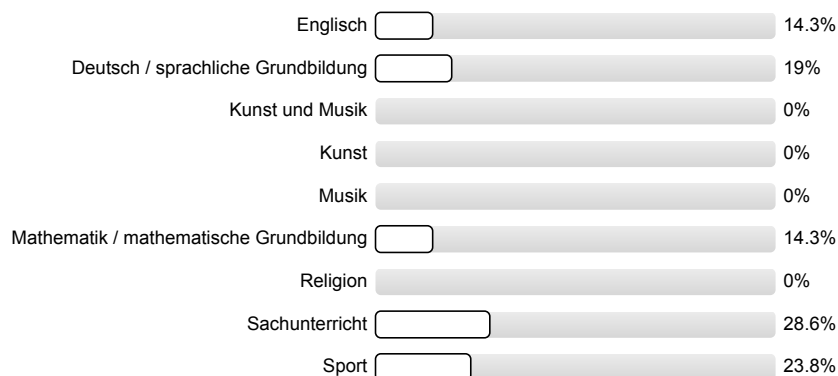 Englisch 14.3%
Deutsch / sprachliche Grundbildung 19%
Kunst und Musik 0%
Kunst 0%
Musik 0%
Mathematik / mathematische Grundbildung 14.3%
Religion 0%
Sachunterricht 28.6%
Sport 23.8%